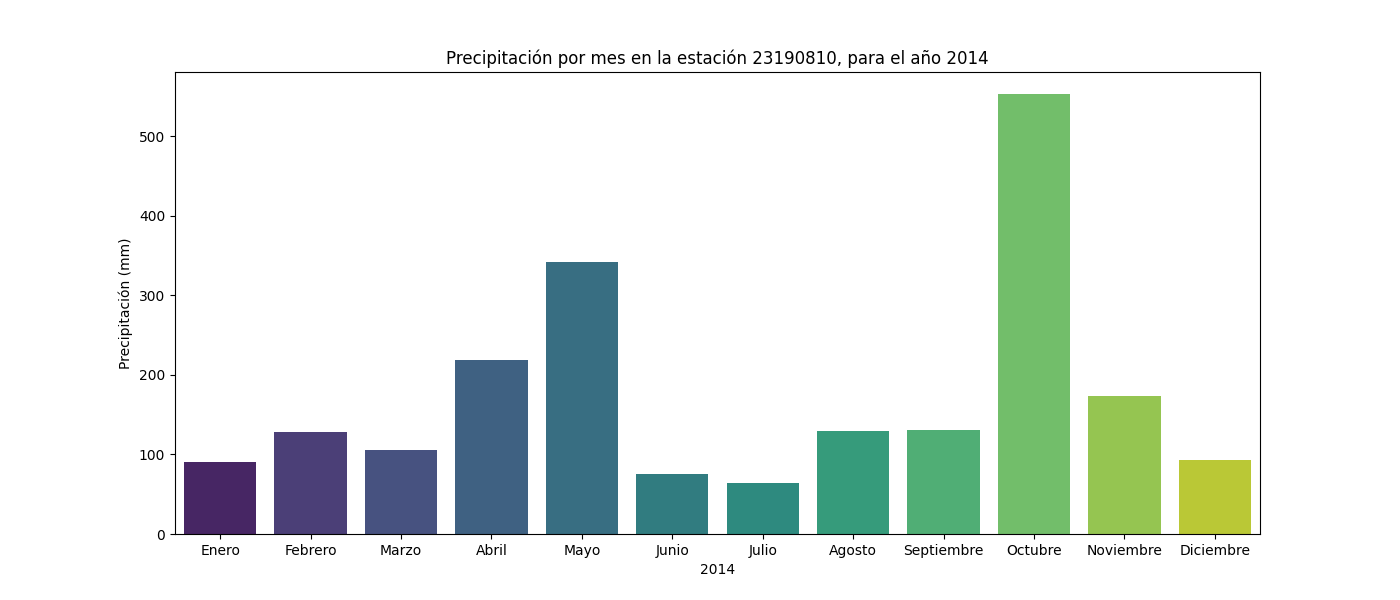 Precipitación por mes en la estación 23190810, para el año 2014
Precipitación (mm)
500
400
300
200
100
0
Enero Febrero Marzo Abril Mayo Junio Julio Agosto Septiembre Octubre Noviembre Diciembre
2014